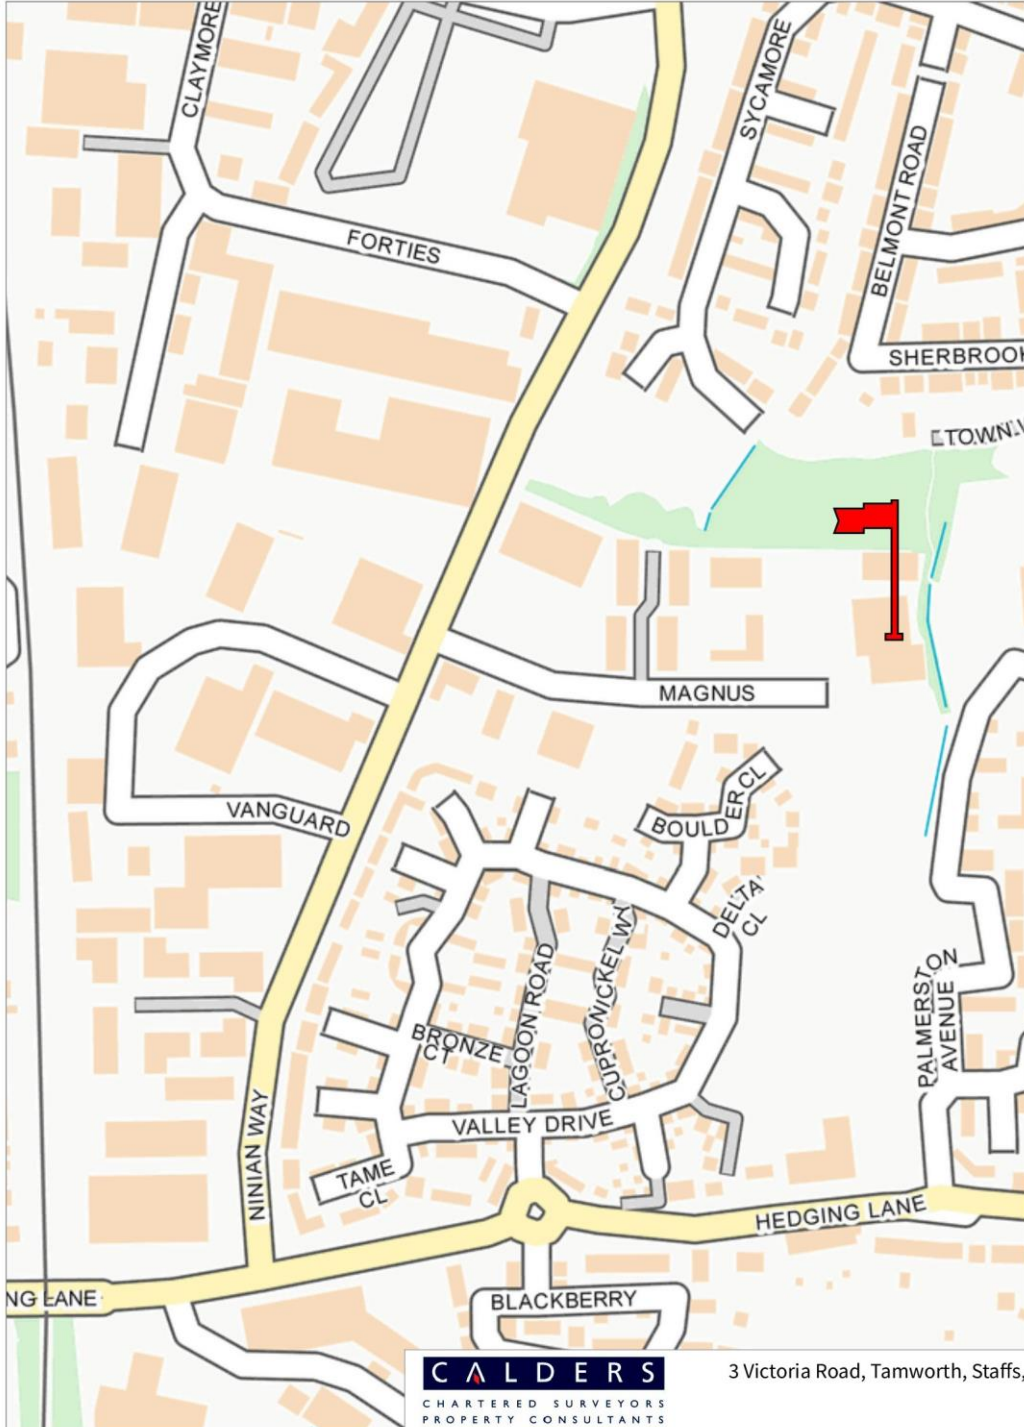 CLAYMORE
SYCAMORE
BELMONT ROAD
FORTIES
SHERBROOK
TOWN
MAGNUS
VANGUARD
BOULDER CL
DELTA
CL
LAGOON ROAD
CUPRONICKEL WY
BRONZE
CT
PALMERSTON
AVENUE
VALLEY DRIVE
NINIAN WAY
TAME
CL
HEDGING LANE
NG LANE
BLACKBERRY
CALDERS
CHARTERED SURVEYORS
PROPERTY CONSULTANTS
3 Victoria Road, Tamworth, Staffs,